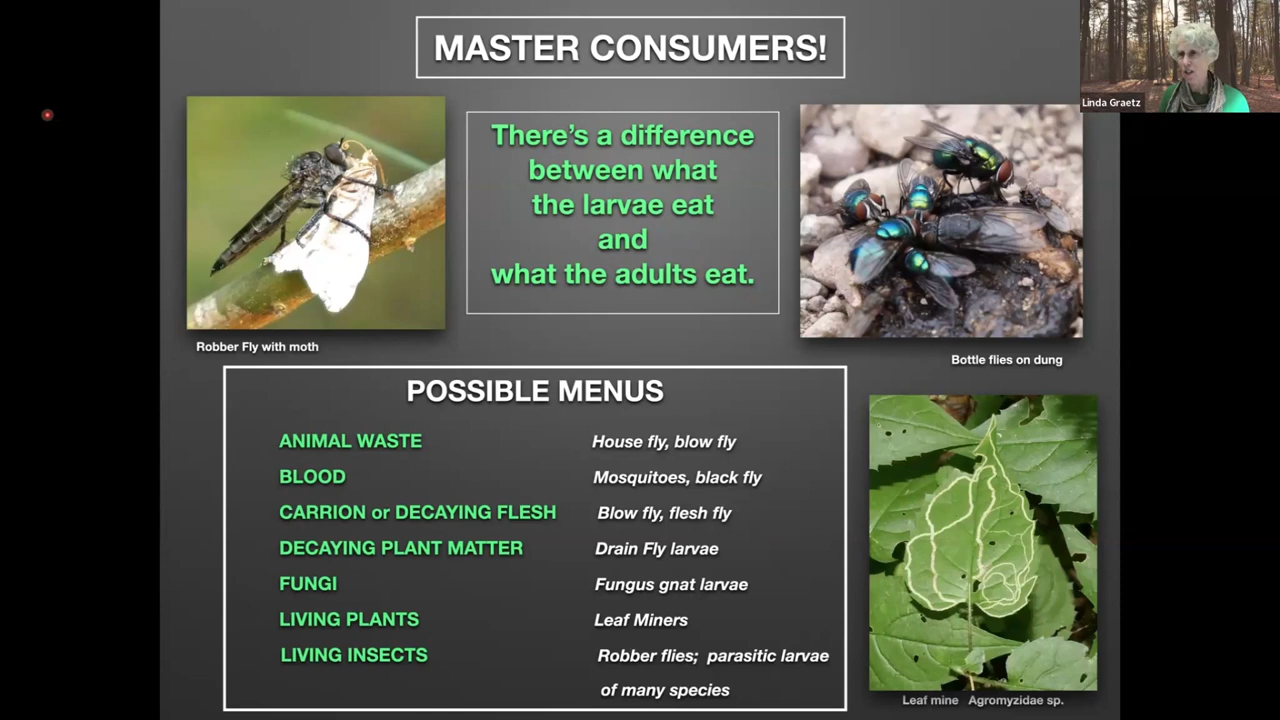 MASTER CONSUMERS!
Linda Graetz
There's a difference
between what
the larvae eat
and
what the adults eat.
Robber Fly with moth
Bottle flies on dung
POSSIBLE MENUS
ANIMAL WASTE House fly, blow fly
BLOOD Mosquitoes, black fly
CARRION or DECAYING FLESH Blow fly, flesh fly
DECAYING PLANT MATTER Drain Fly larvae
FUNGI Fungus gnat larvae
LIVING PLANTS Leaf Miners
LIVING INSECTS Robber flies; parasitic larvae
of many species
Leaf mine Agromyzidae sp.